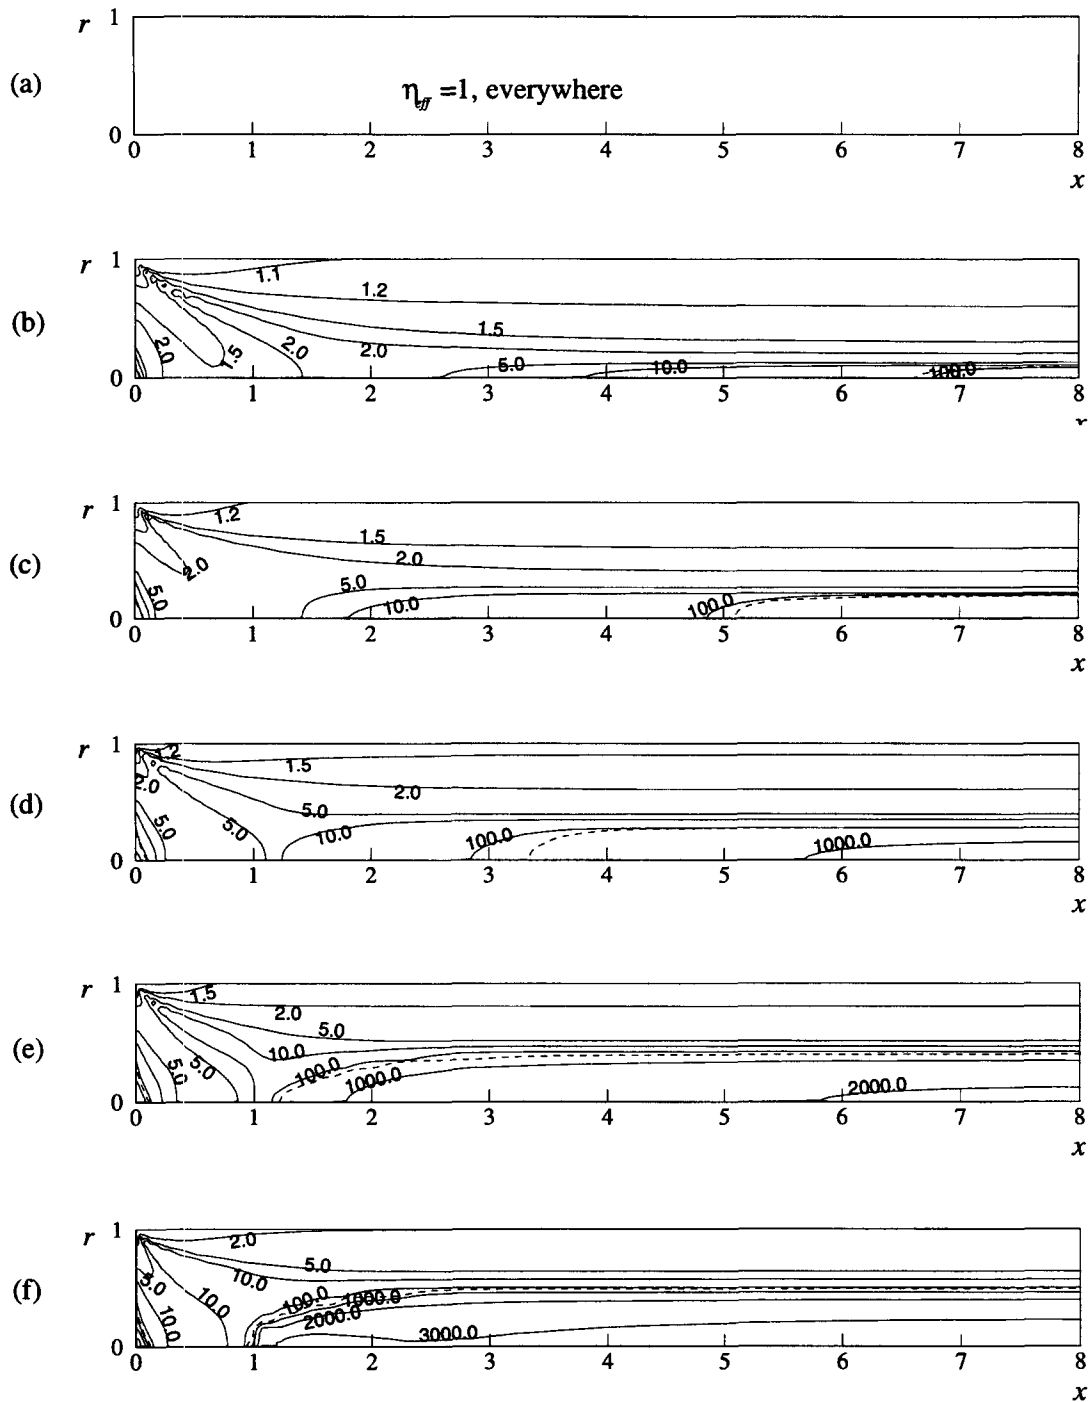 r 1
(a)
η_eff =1, everywhere
0
0 1 2 3 4 5 6 7 8
x
r 1
1.1
1.2
(b)
2.0 1.5 2.0 2.0 1.5
5.0 10.0 100.0
0
0 1 2 3 4 5 6 7 8
r 1
1.2
1.5
(c)
2.0
5.0 2.0 5.0 10.0 100.0
0
0 1 2 3 4 5 6 7 8
x
r 1
1.2 1.5
2.0 2.0
(d)
5.0 5.0 5.0 10.0 100.0 1000.0
0
0 1 2 3 4 5 6 7 8
x
r 1
1.5 2.0
5.0
(e)
5.0 5.0 10.0 100.0 1000.0 2000.0
0
0 1 2 3 4 5 6 7 8
x
r 1
2.0
5.0
(f)
5.0 10.0 10.0 10.0 100.0 1000.0
2000.0
3000.0
0
0 1 2 3 4 5 6 7 8
x